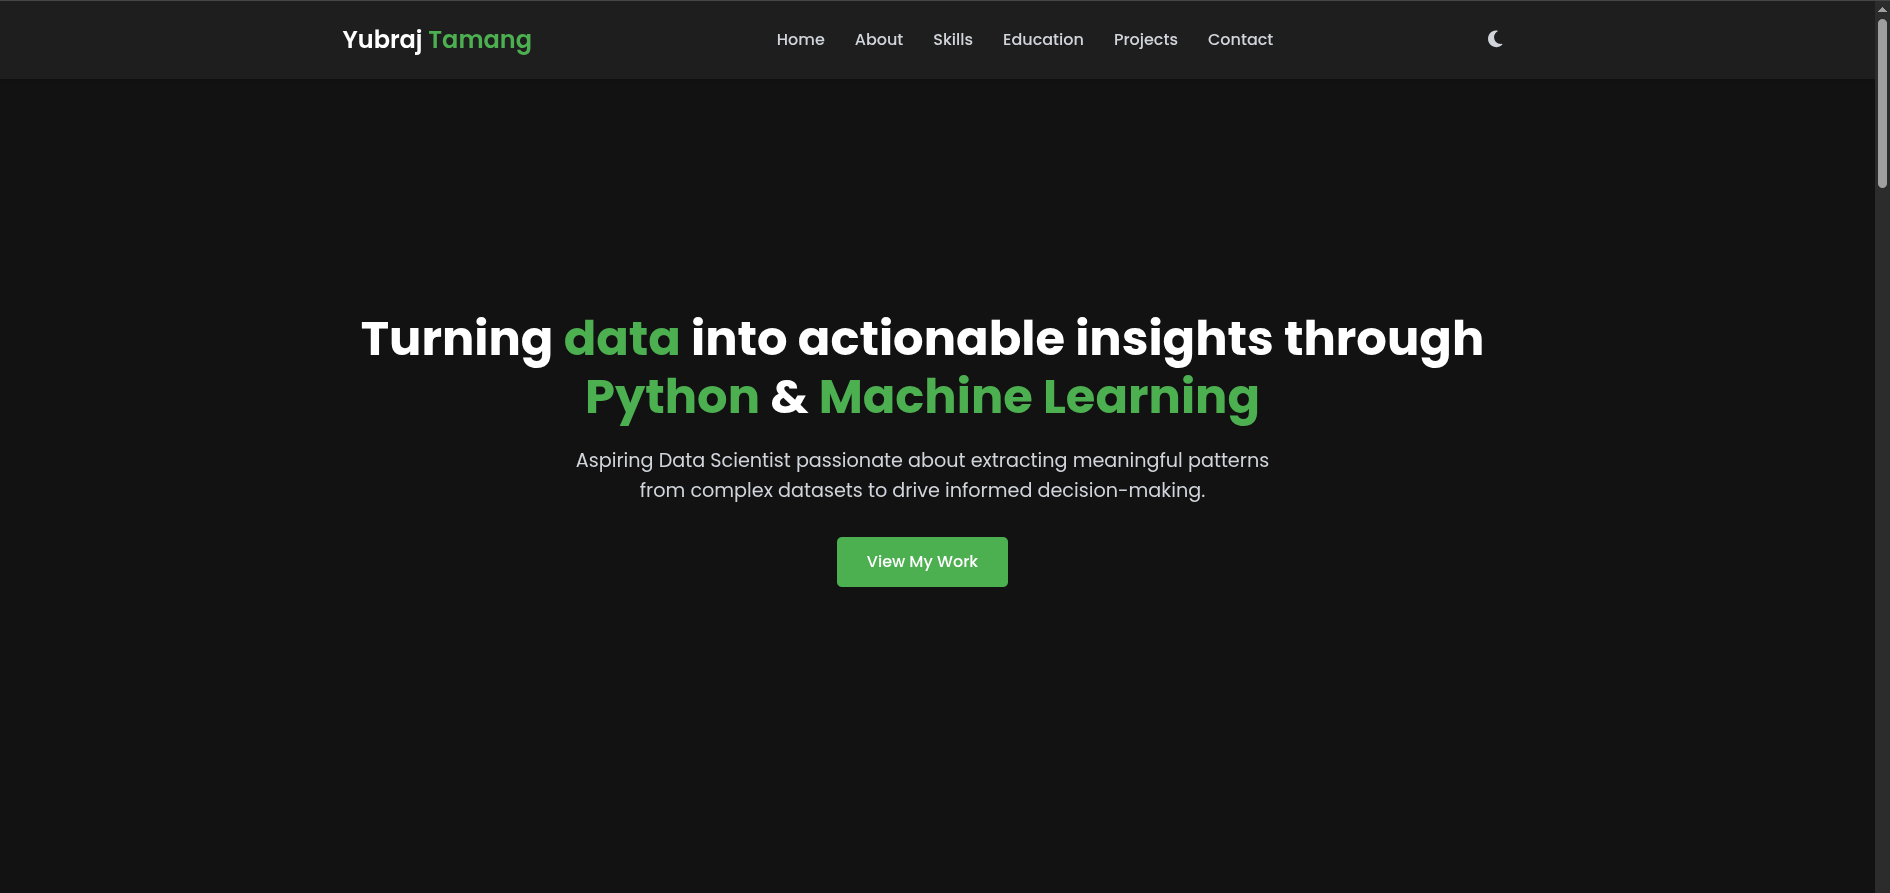 Yubraj Tamang
Home About Skills Education Projects Contact
Turning data into actionable insights through
Python & Machine Learning
Aspiring Data Scientist passionate about extracting meaningful patterns
from complex datasets to drive informed decision-making.
View My Work